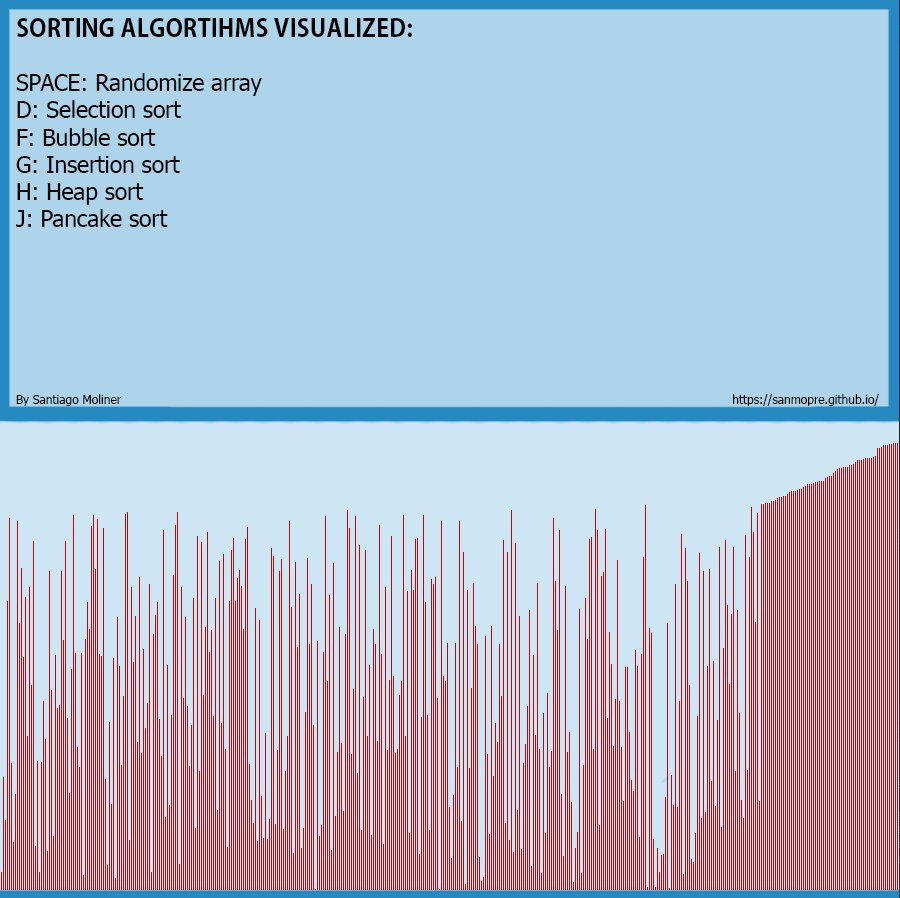 SORTING ALGORTIHMS VISUALIZED:
SPACE: Randomize array
D: Selection sort
F: Bubble sort
G: Insertion sort
H: Heap sort
J: Pancake sort
By Santiago Moliner
https://sanmopre.github.io/